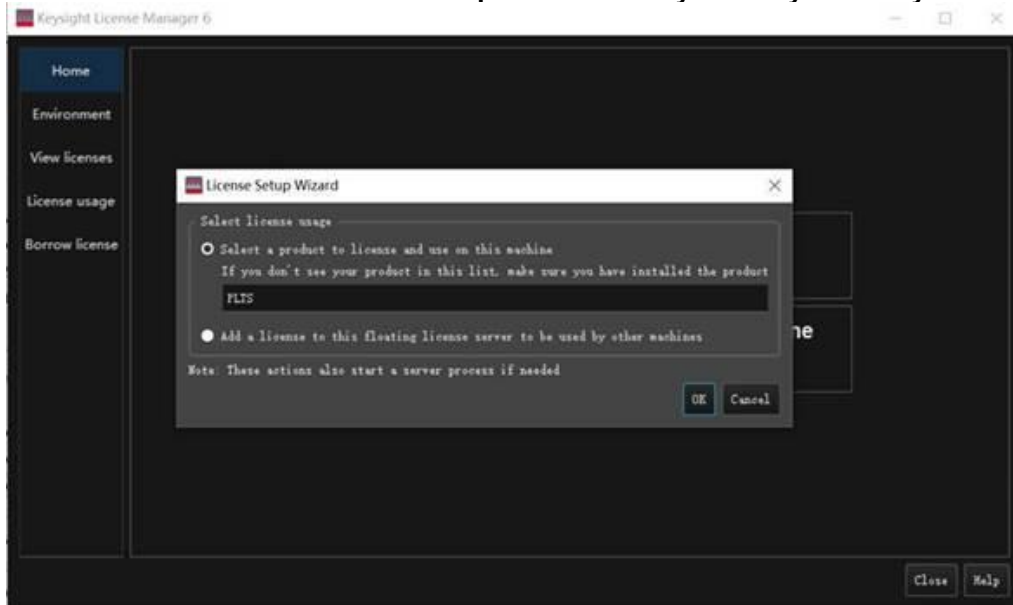 Keysight License Manager 6
Home
Environment
View licenses
License usage
Borrow license
License Setup Wizard
Select license usage
Select a product to license and use on this machine
If you don't see your product in this list, make sure you have installed the product
PLTS
Add a license to this floating license server to be used by other machines
Note: These actions also start a server process if needed
OK
Cancel
Close
Help